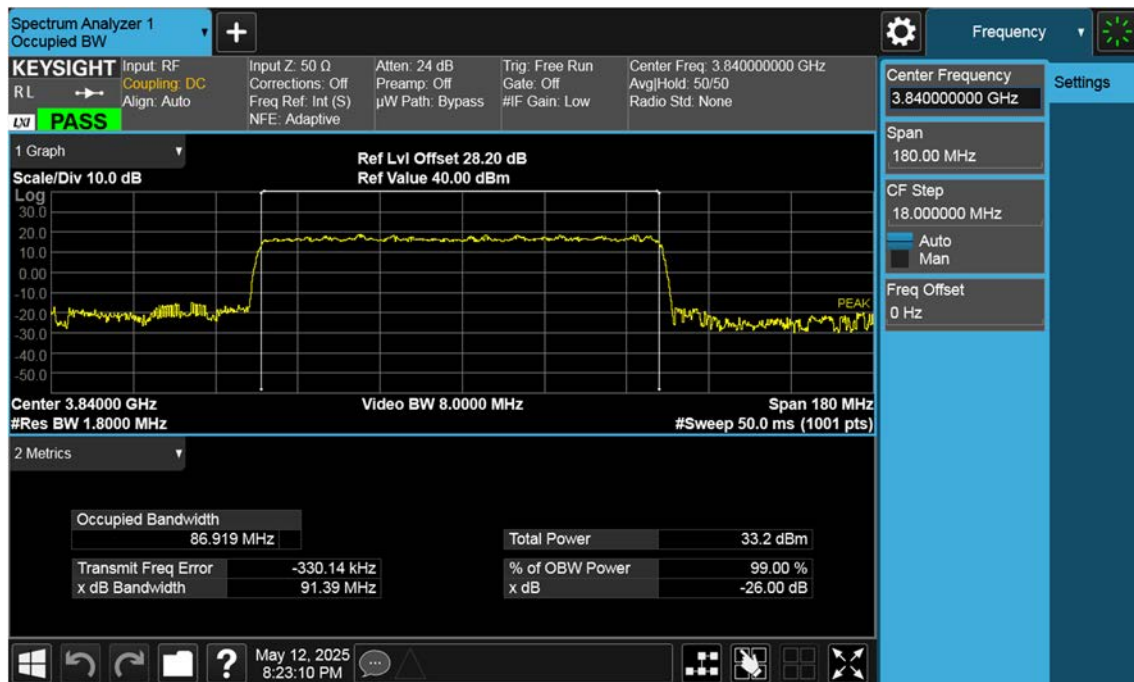 Spectrum Analyzer 1
Occupied BW
Frequency
KEYSIGHT
RL
LXI PASS
Input: RF
Coupling: DC
Align: Auto
Input Z: 50 Ω
Corrections: Off
Freq Ref: Int (S)
NFE: Adaptive
Atten: 24 dB
Preamp: Off
µW Path: Bypass
Trig: Free Run
Gate: Off
#IF Gain: Low
Center Freq: 3.840000000 GHz
Avg|Hold: 50/50
Radio Std: None
Center Frequency
3.840000000 GHz
Settings
Span
180.00 MHz
CF Step
18.000000 MHz
Auto
Man
Freq Offset
0 Hz
1 Graph
Scale/Div 10.0 dB
Ref Lvl Offset 28.20 dB
Ref Value 40.00 dBm
Log
30.0
20.0
10.0
0.00
-10.0
-20.0
-30.0
-40.0
-50.0
PEAK
Center 3.84000 GHz
Video BW 8.0000 MHz
Span 180 MHz
#Res BW 1.8000 MHz
#Sweep 50.0 ms (1001 pts)
2 Metrics
Occupied Bandwidth
86.919 MHz
Total Power 33.2 dBm
Transmit Freq Error -330.14 kHz
% of OBW Power 99.00 %
x dB Bandwidth 91.39 MHz
x dB -26.00 dB
?
May 12, 2025
8:23:10 PM